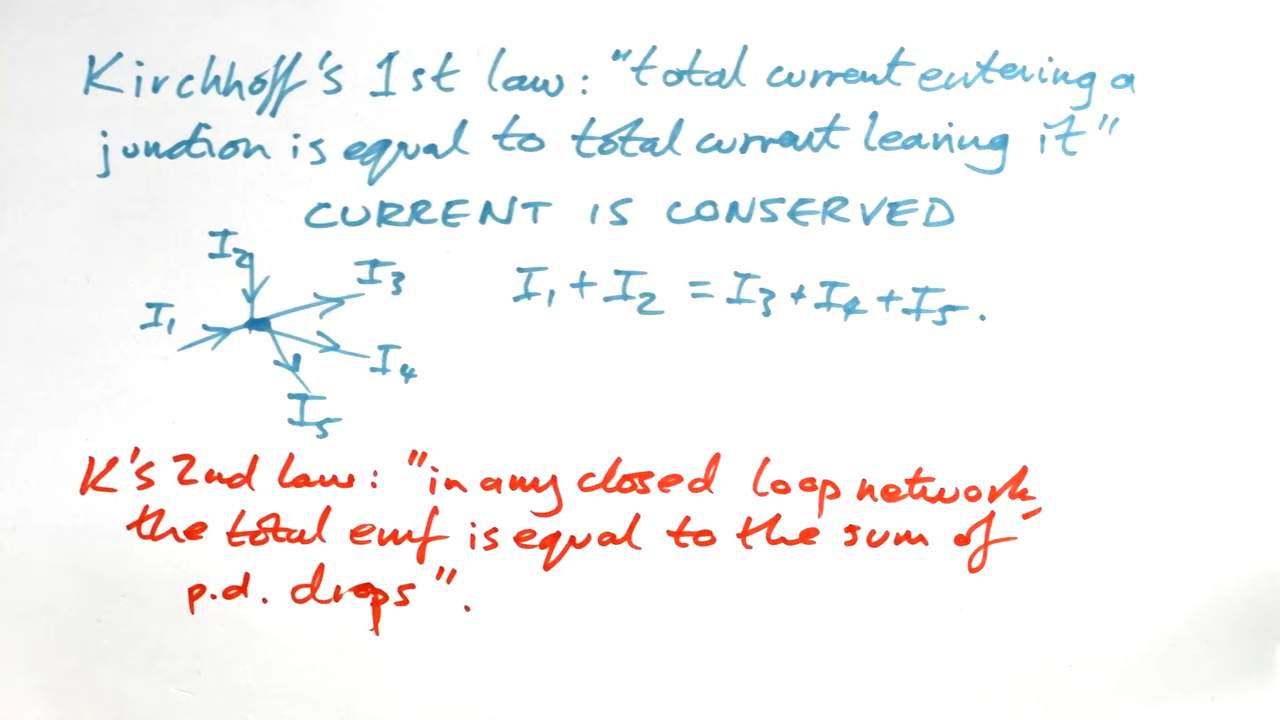 Kirchhoff's 1st law: "total current entering a
junction is equal to total current leaving it"
CURRENT IS CONSERVED
I₂
I₃
I₁ + I₂ = I₃ + I₄ + I₅.
I₁
I₄
I₅
K's 2nd law: "in any closed loop network,
the total emf is equal to the sum of
p.d. drops".